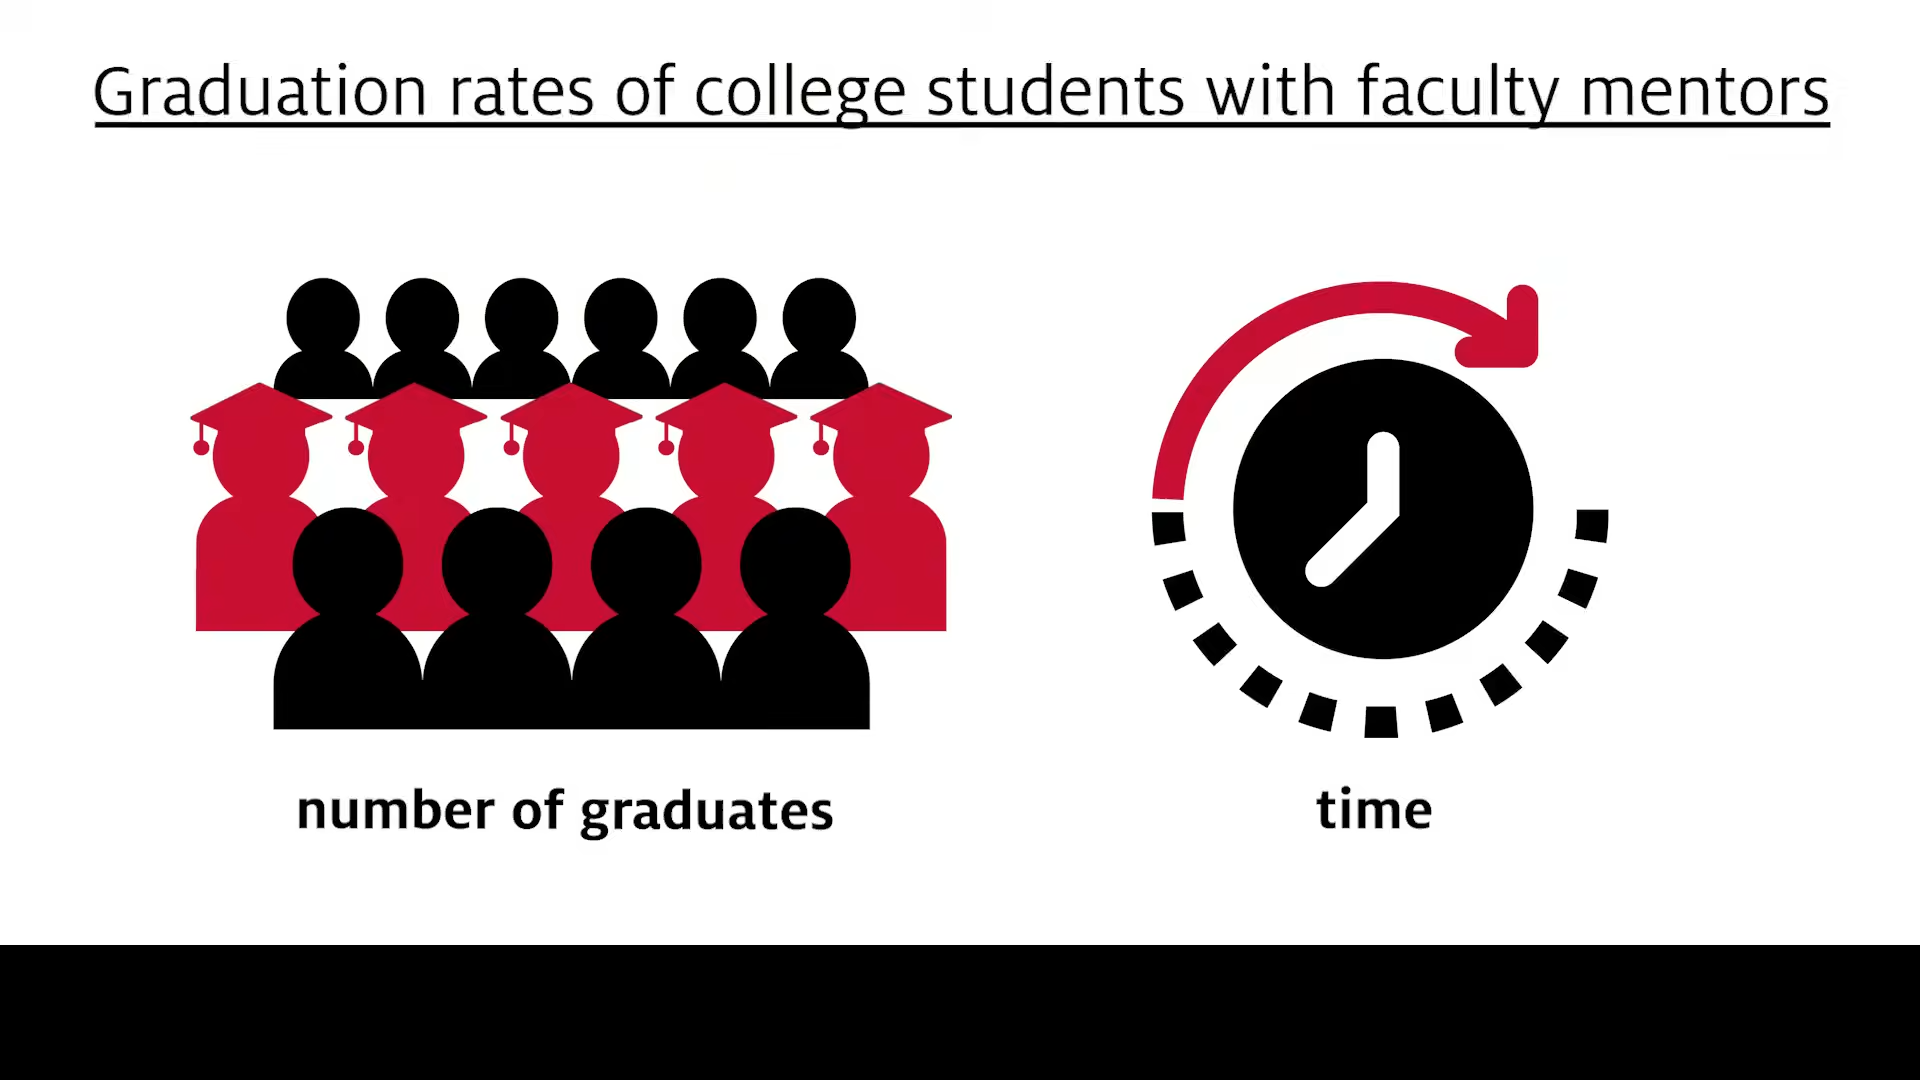 Graduation rates of college students with faculty mentors
number of graduates
time